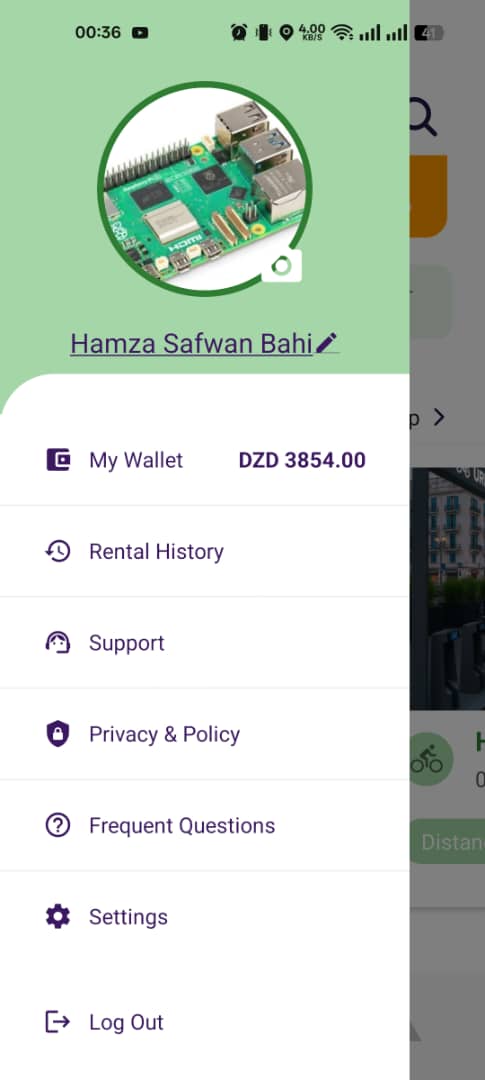 00:36
4.00
KB/S
41
HDMI
Hamza Safwan Bahi
My Wallet
DZD 3854.00
p
Rental History
Support
Privacy & Policy
H
0
Frequent Questions
Distan
Settings
Log Out